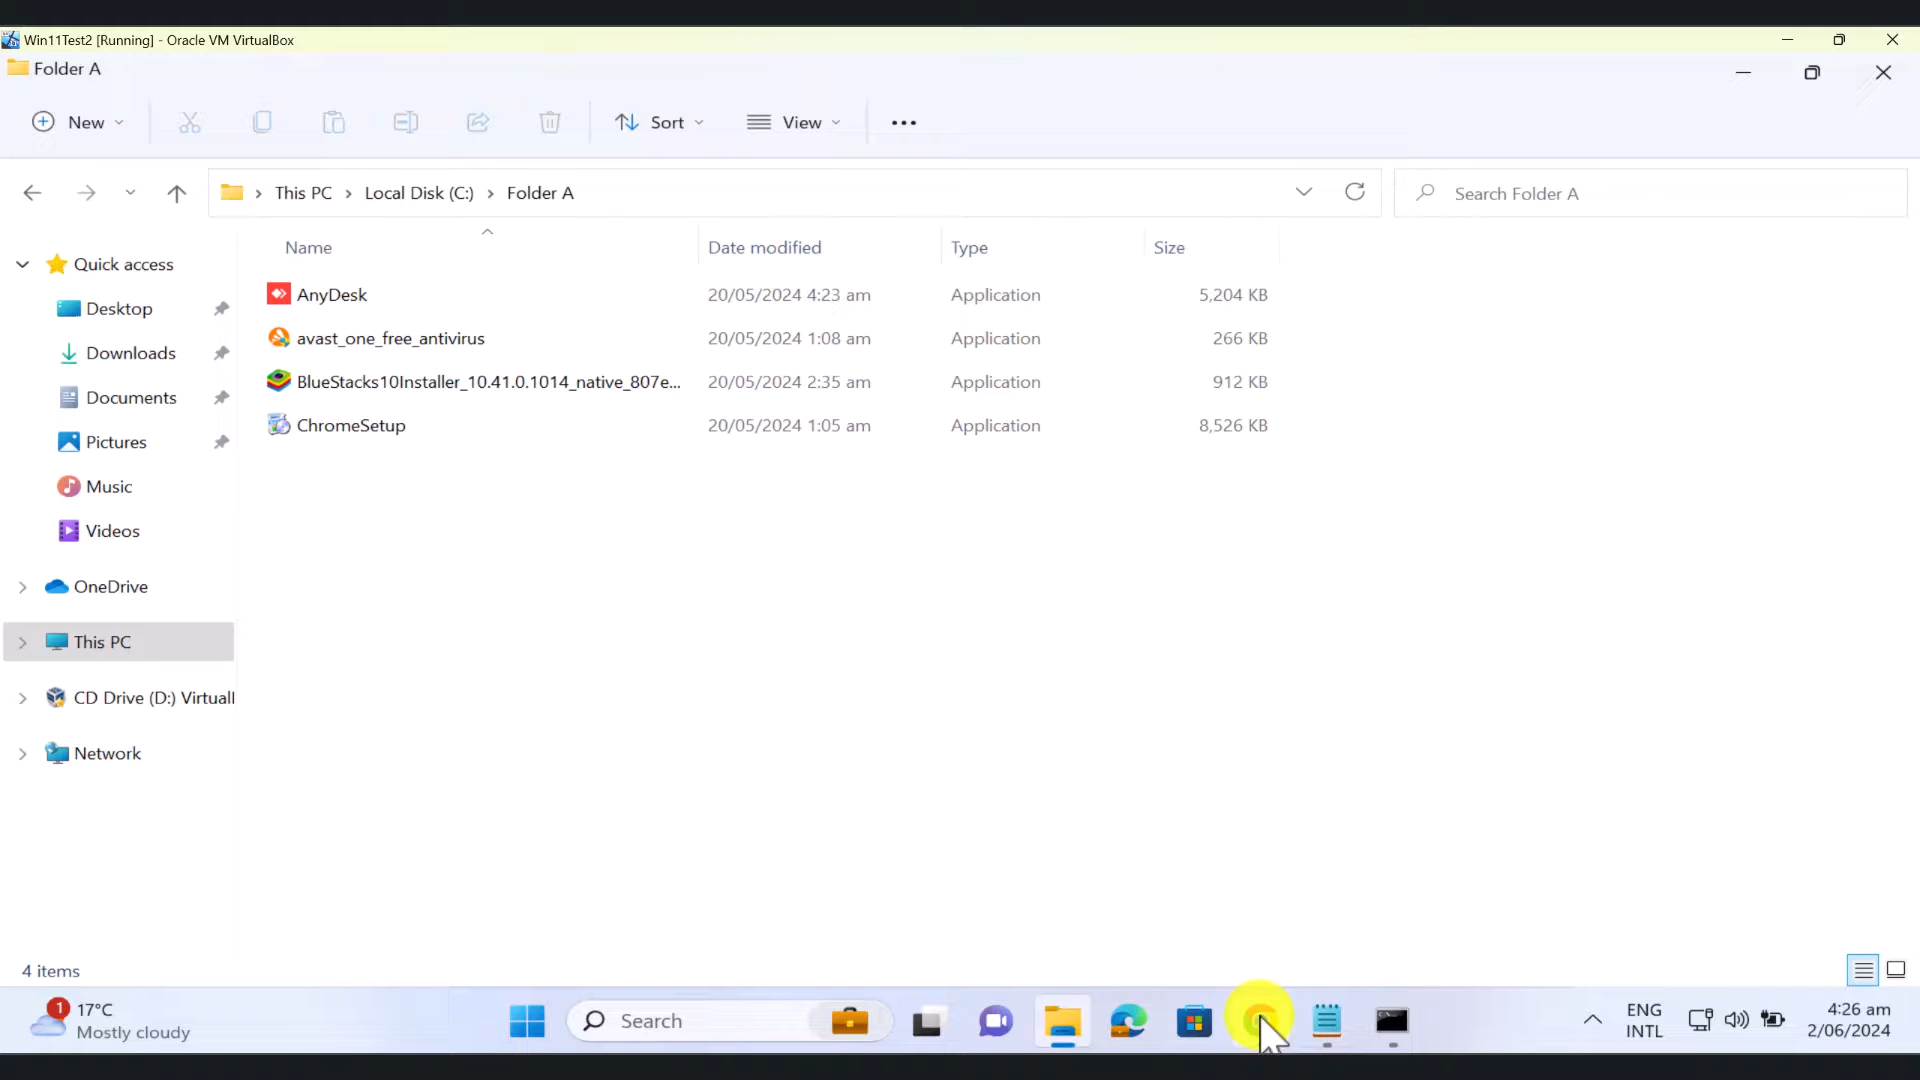 Win11Test2 [Running] - Oracle VM VirtualBox
Folder A
New Sort View
This PC Local Disk (C:) Folder A Search Folder A
Name Date modified Type Size
Quick access
Desktop
Downloads
Documents
Pictures
Music
Videos
OneDrive
This PC
CD Drive (D:) Virtual
Network
AnyDesk 20/05/2024 4:23 am Application 5,204 KB
avast_one_free_antivirus 20/05/2024 1:08 am Application 266 KB
BlueStacks10Installer_10.41.0.1014_native_807e... 20/05/2024 2:35 am Application 912 KB
ChromeSetup 20/05/2024 1:05 am Application 8,526 KB
4 items
1 17°C
Mostly cloudy
Search
ENG
INTL
4:26 am
2/06/2024